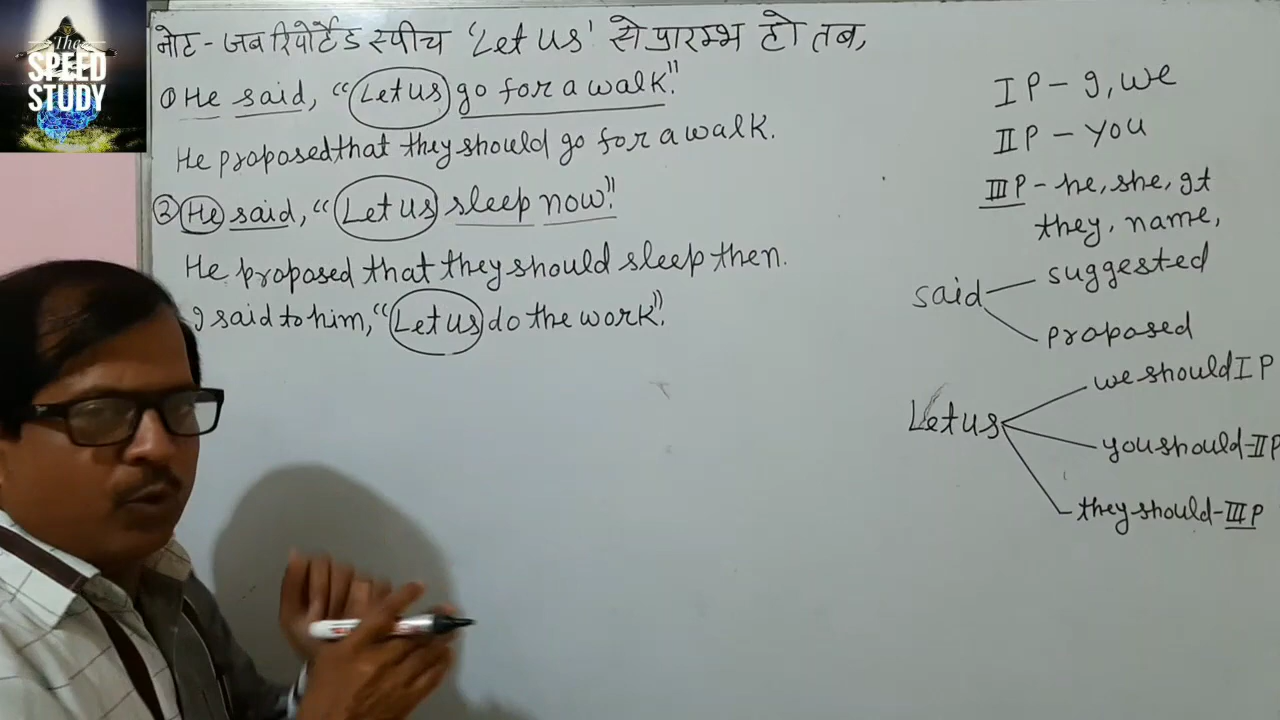 The
SPEED
STUDY
नोट - जब रिपोर्टेड स्पीच 'Let us' से प्रारम्भ हो तब,
① He said, "Let us go for a walk".
He proposed that they should go for a walk.
② He said, "Let us sleep now".
He proposed that they should sleep then.
I said to him, "Let us do the work".
I P - I, we
II P - you
III P - he, she, It
they, name,
said
suggested
proposed
Let us
we should I P
you should - II P
they should - III P